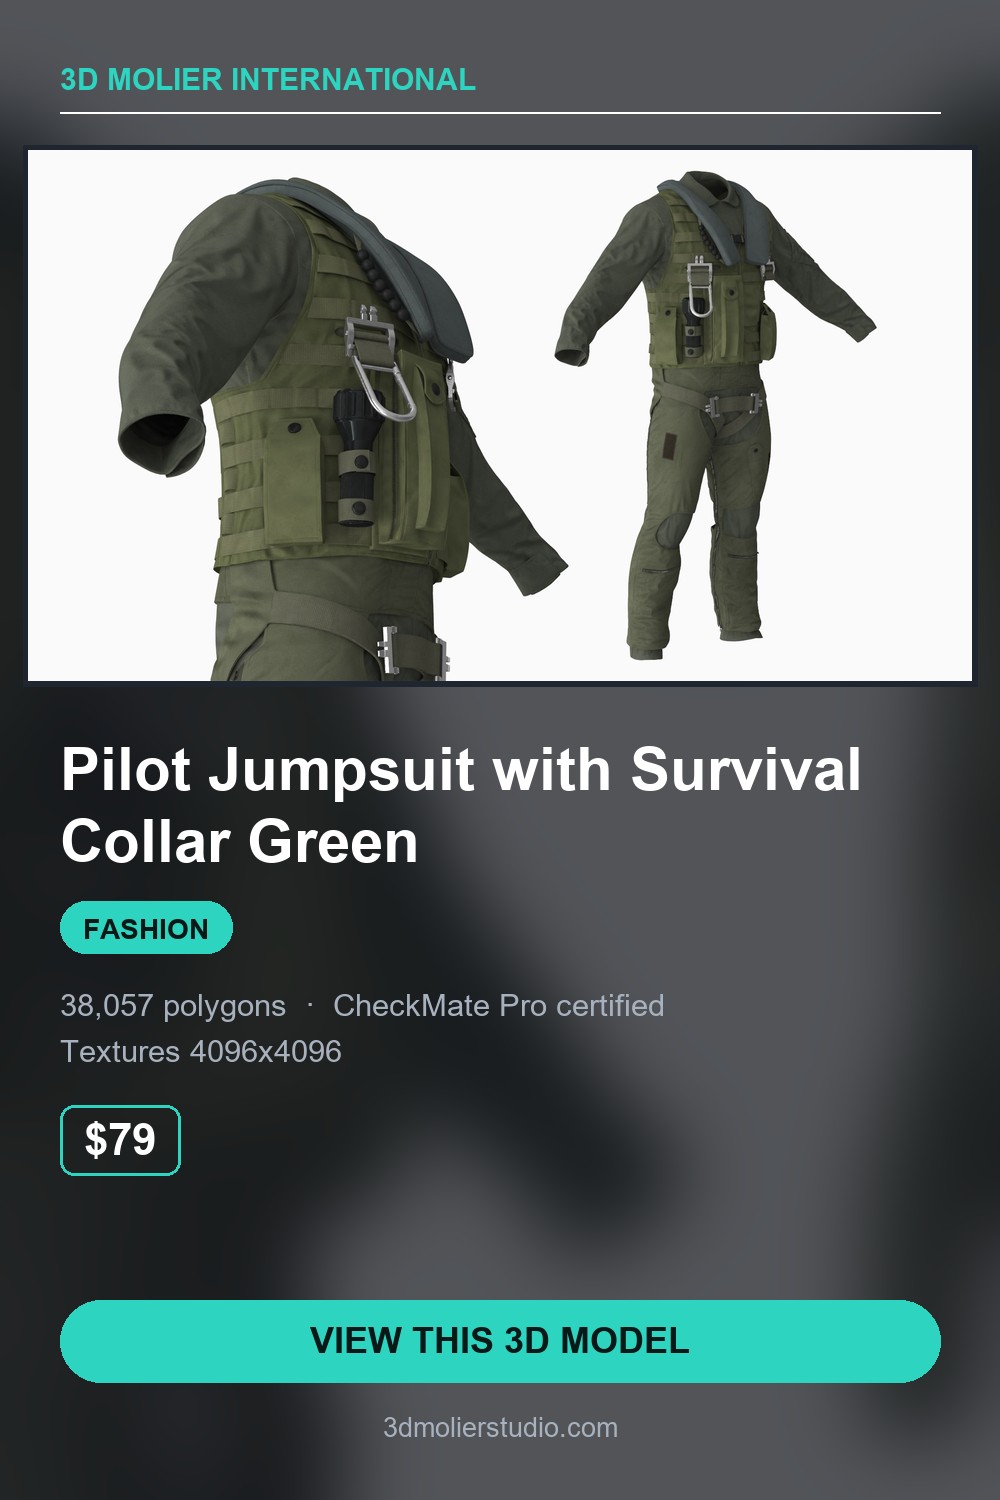 3D MOLIER INTERNATIONAL
Pilot Jumpsuit with Survival
Collar Green
FASHION
38,057 polygons · CheckMate Pro certified
Textures 4096x4096
$79
VIEW THIS 3D MODEL
3dmolierstudio.com